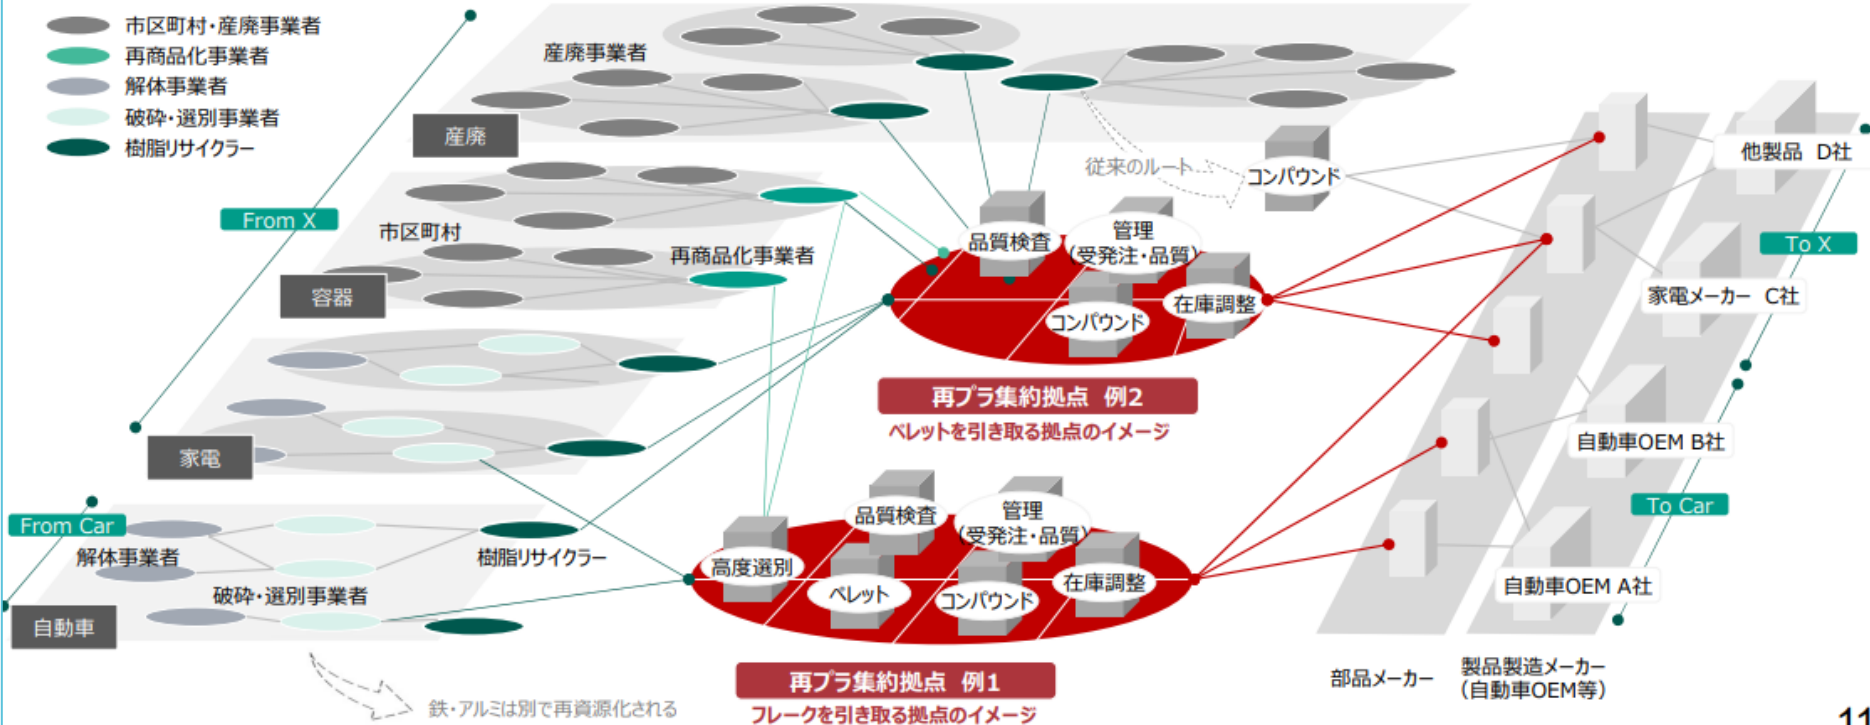 市区町村・産廃事業者
再商品化事業者
解体事業者
破砕・選別事業者
樹脂リサイクラー
産廃事業者
産廃
From X
市区町村
再商品化事業者
容器
家電
From Car
解体事業者
樹脂リサイクラー
破砕・選別事業者
自動車
鉄・アルミは別で再資源化される
従来のルート
コンパウンド
品質検査
管理
(受発注・品質)
コンパウンド
在庫調整
再プラ集約拠点 例2
ペレットを引き取る拠点のイメージ
高度選別
品質検査
管理
(受発注・品質)
ペレット
コンパウンド
在庫調整
再プラ集約拠点 例1
フレークを引き取る拠点のイメージ
他製品 D社
To X
家電メーカー C社
自動車OEM B社
To Car
自動車OEM A社
部品メーカー
製品製造メーカー
(自動車OEM等)
11